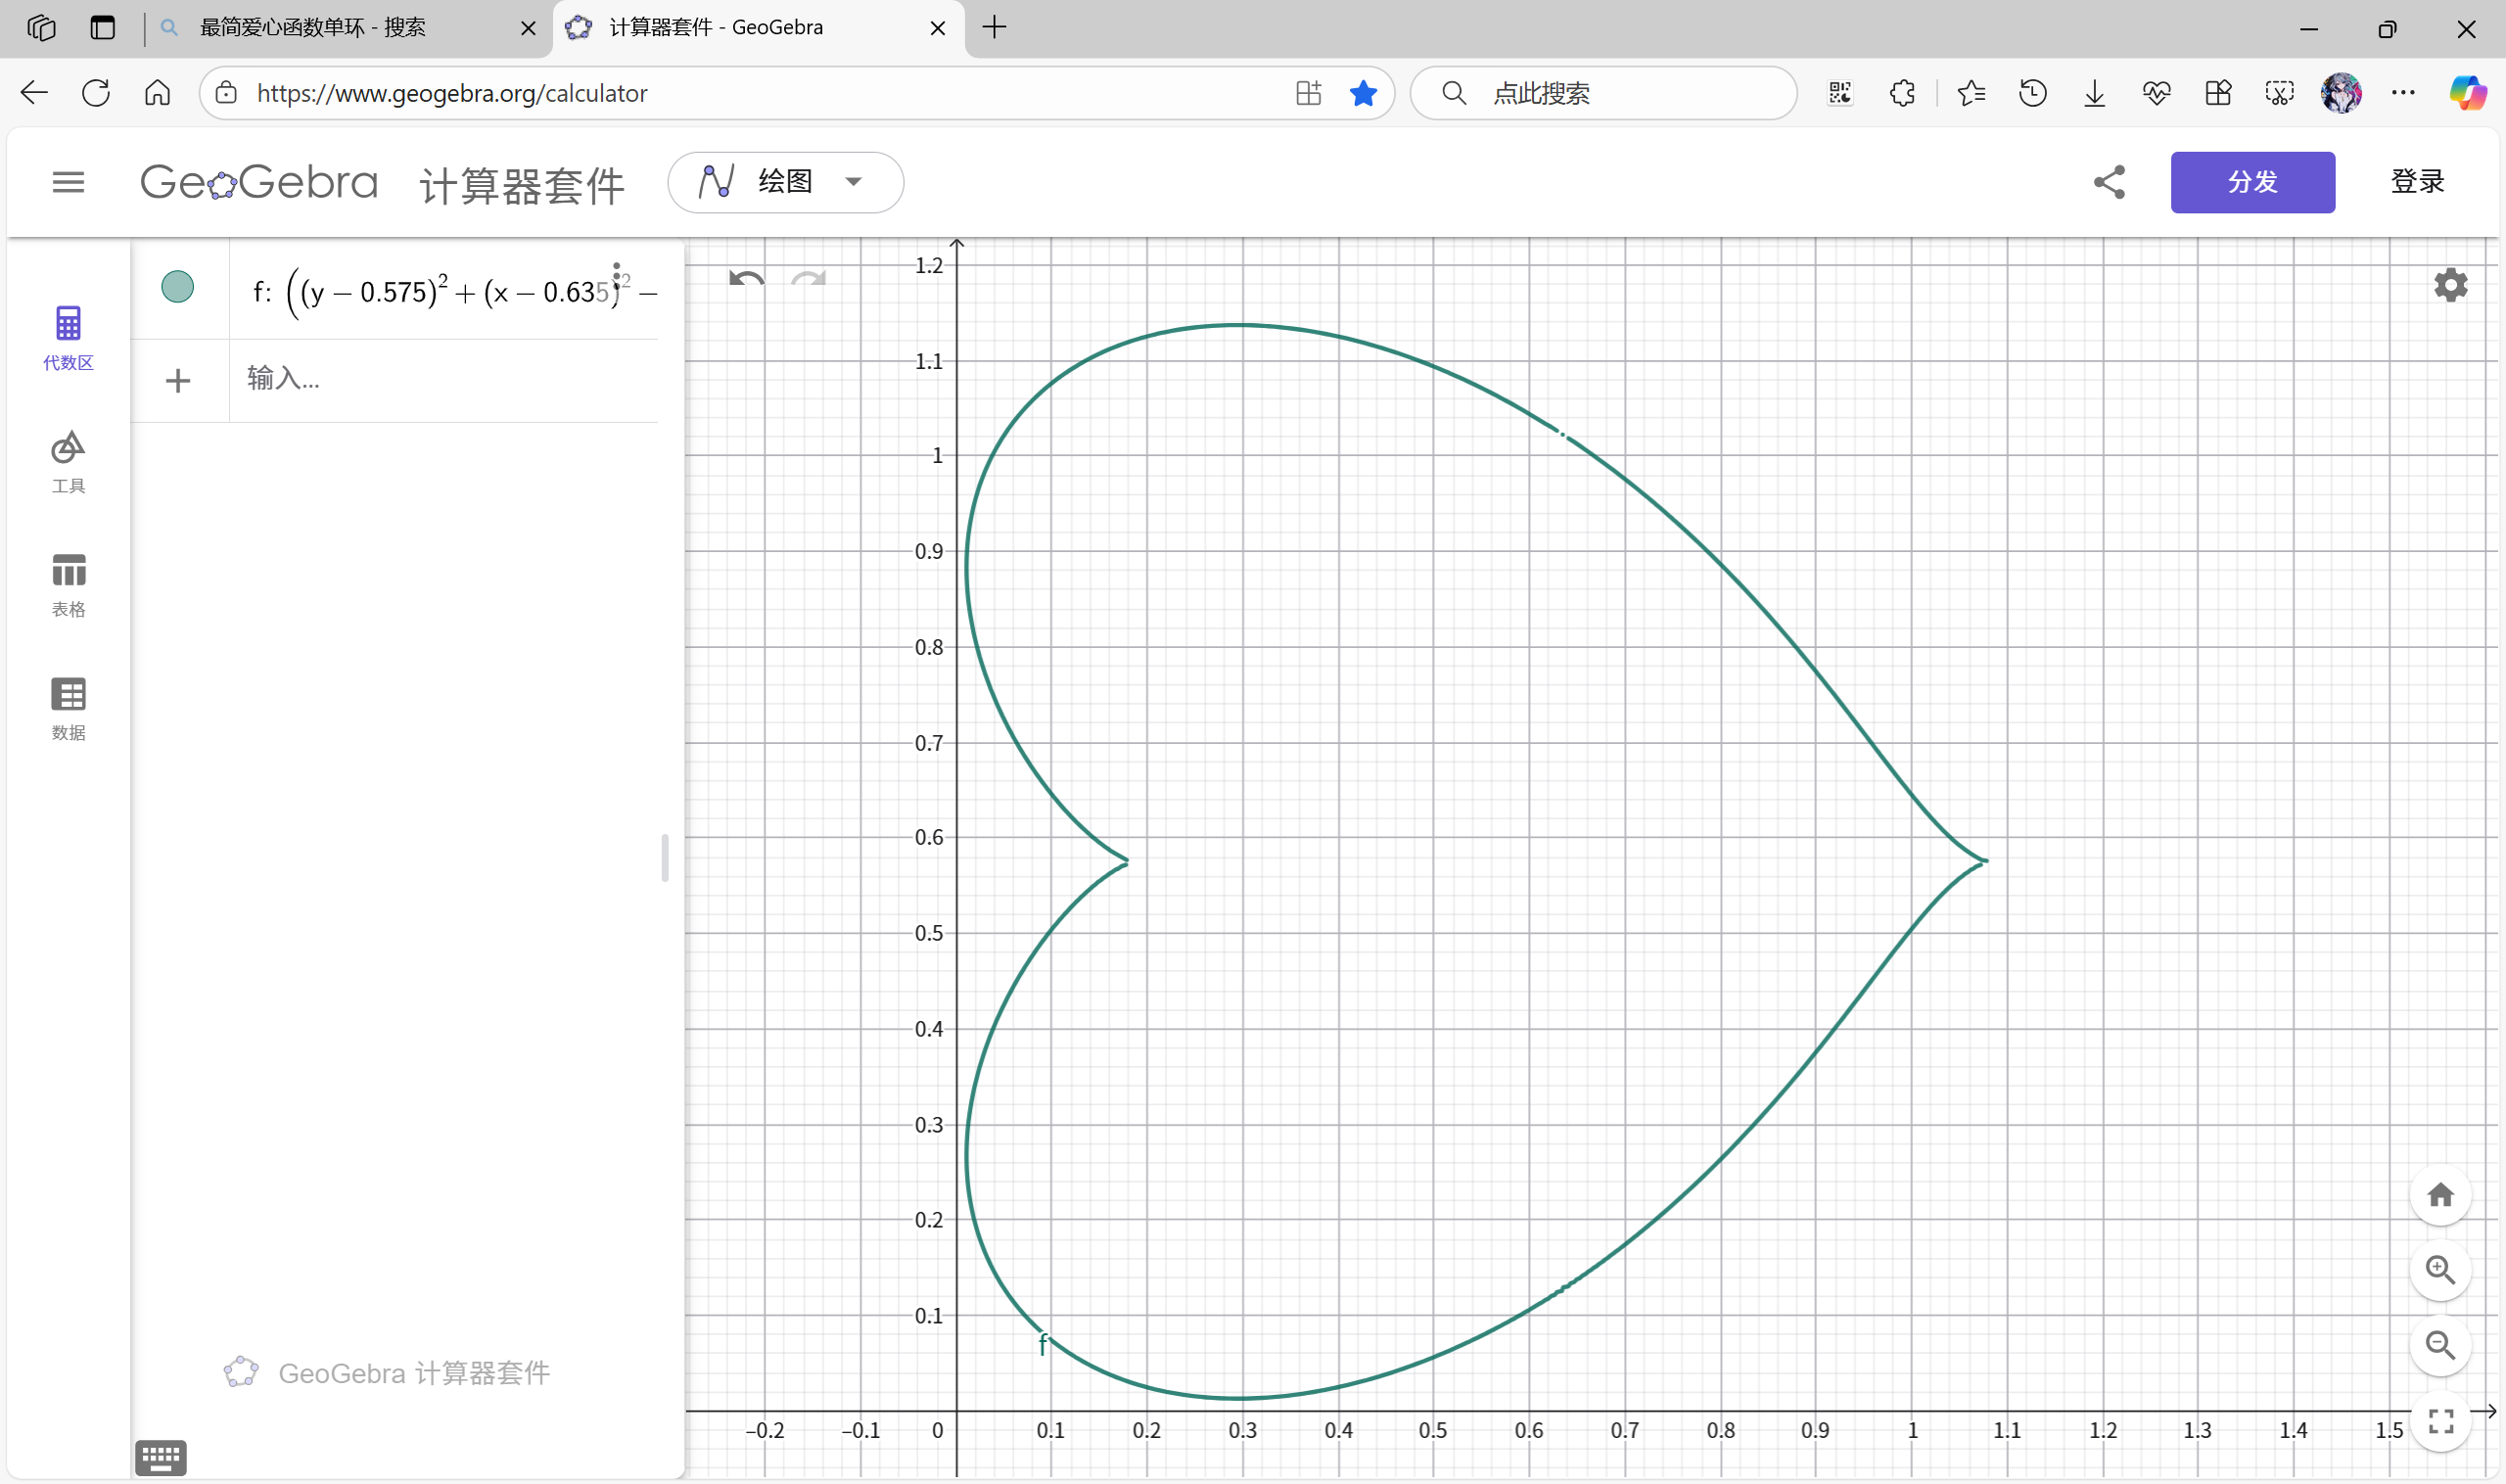 最简爱心函数单环 - 搜索
计算器套件 - GeoGebra
https://www.geogebra.org/calculator
点此搜索
GeoGebra 计算器套件
绘图
分发
登录
代数区
工具
表格
数据
f: ((y − 0.575)² + (x − 0.635)² −
输入...
GeoGebra 计算器套件
1.2
1.1
1
0.9
0.8
0.7
0.6
0.5
0.4
0.3
0.2
0.1
f
−0.2 −0.1 0 0.1 0.2 0.3 0.4 0.5 0.6 0.7 0.8 0.9 1 1.1 1.2 1.3 1.4 1.5